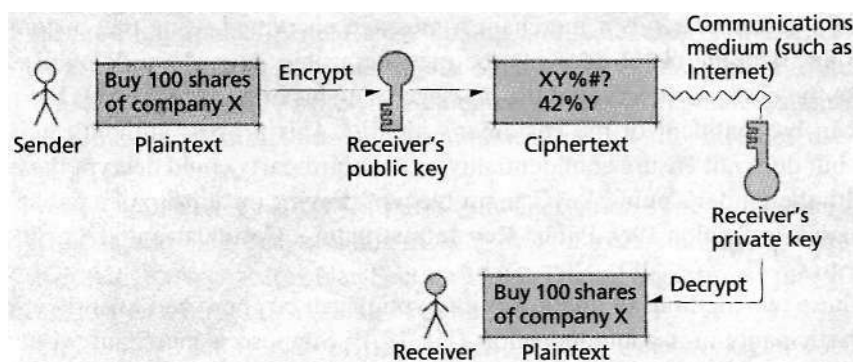 Communications
medium (such as
Internet)
Buy 100 shares
of company X
Encrypt
XY%#?
42%Y
Sender
Plaintext
Receiver's
public key
Ciphertext
Receiver's
private key
Decrypt
Buy 100 shares
of company X
Receiver
Plaintext